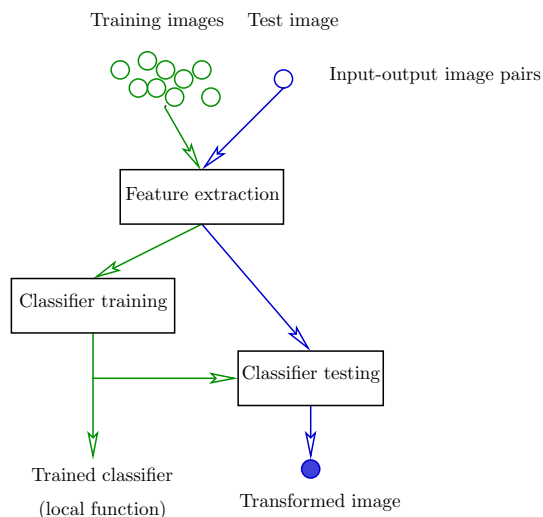 Training images
Test image
Input-output image pairs
Feature extraction
Classifier training
Classifier testing
Trained classifier
(local function)
Transformed image